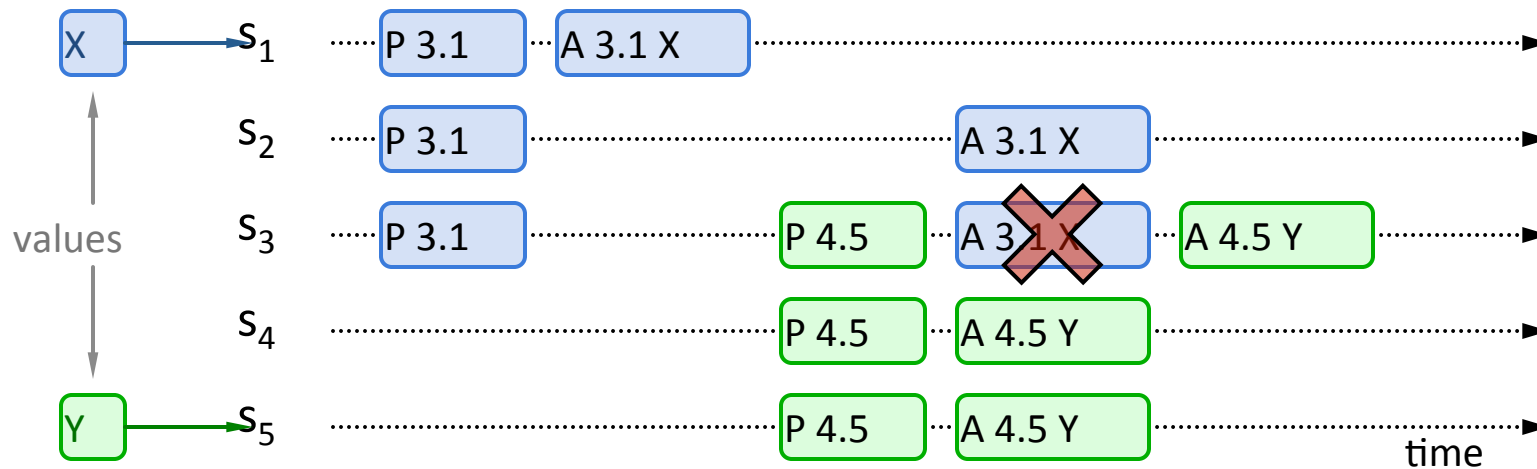 X s1 P 3.1 A 3.1 X
s2 P 3.1 A 3.1 X
values s3 P 3.1 P 4.5 A 3.1 X A 4.5 Y
s4 P 4.5 A 4.5 Y
Y s5 P 4.5 A 4.5 Y
time